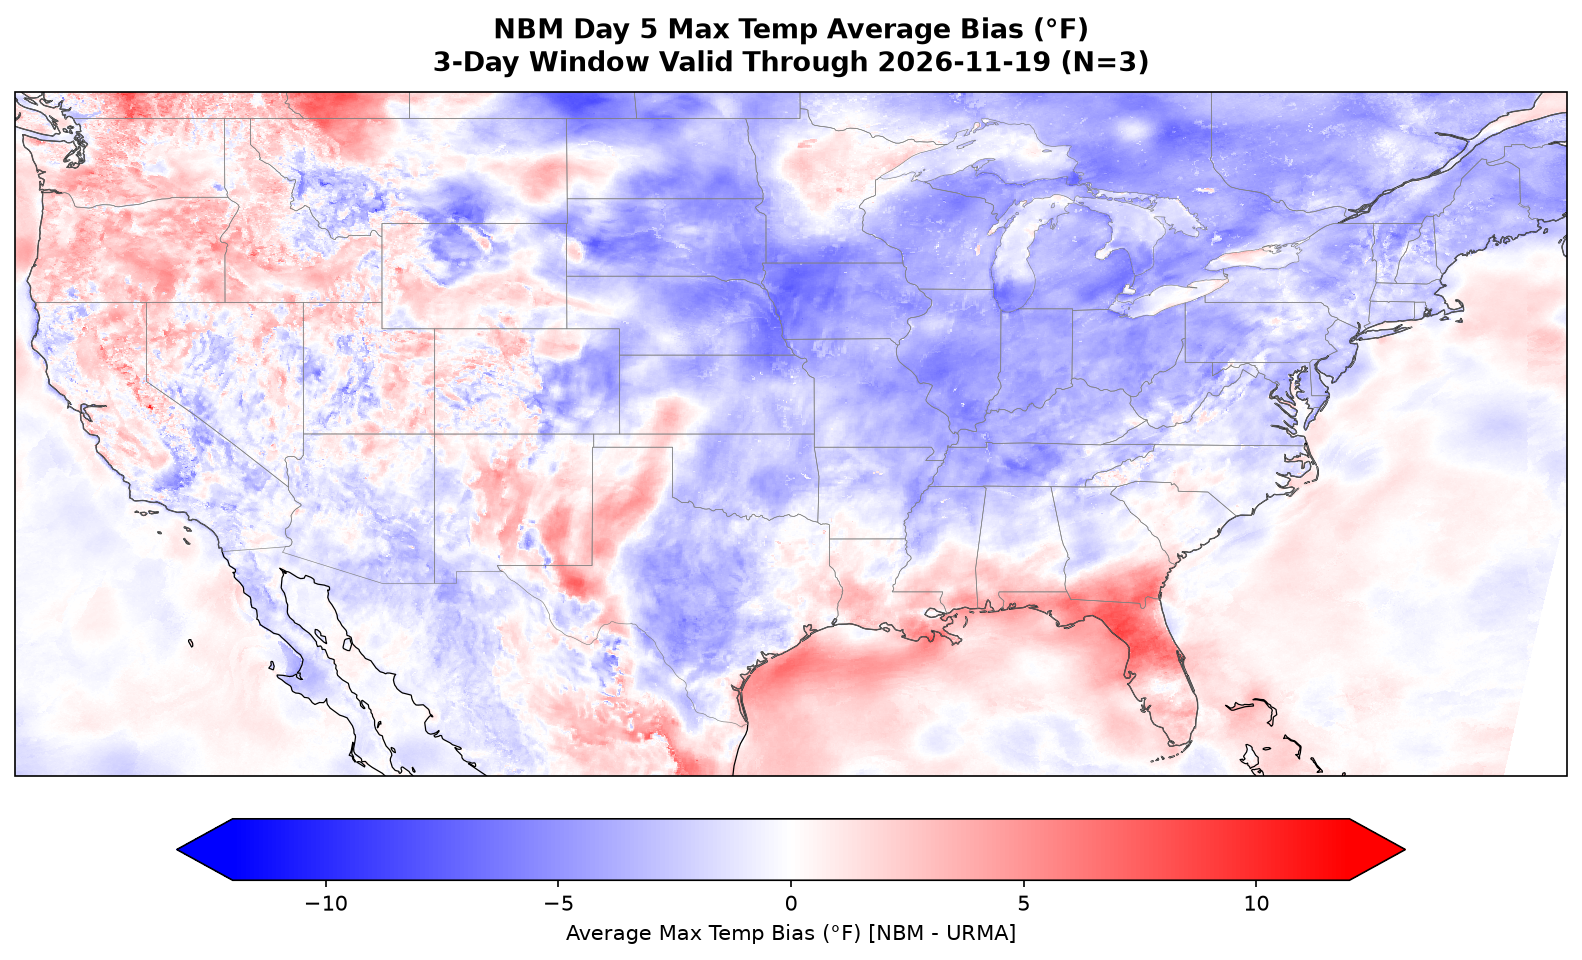 NBM Day 5 Max Temp Average Bias (°F)
3-Day Window Valid Through 2026-11-19 (N=3)
−10 −5 0 5 10
Average Max Temp Bias (°F) [NBM - URMA]